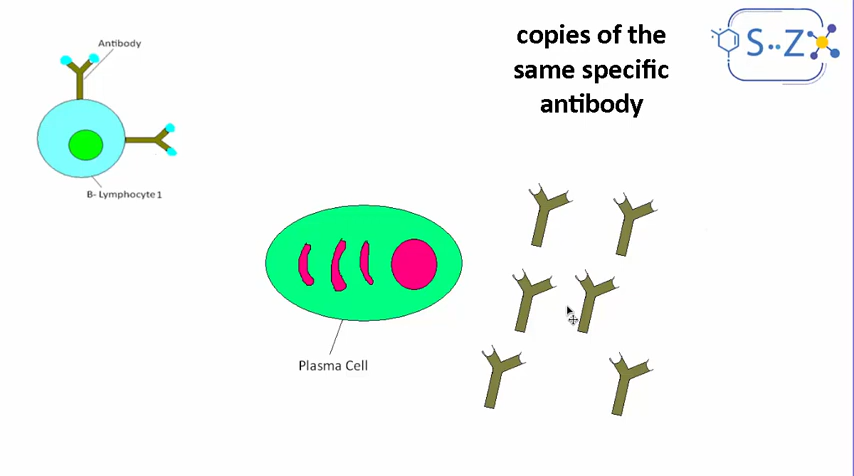 Antibody
B- Lymphocyte 1
copies of the
same specific
antibody
S..Z
Plasma Cell